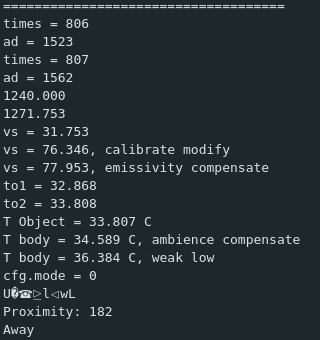 ===================================
times = 806
ad = 1523
times = 807
ad = 1562
1240.000
1271.753
vs = 31.753
vs = 76.346, calibrate modify
vs = 77.953, emissivity compensate
to1 = 32.868
to2 = 33.808
T Object = 33.807 C
T body = 34.589 C, ambience compensate
T body = 36.384 C, weak low
cfg.mode = 0
U�☎⊵l◁wL
Proximity: 182
Away